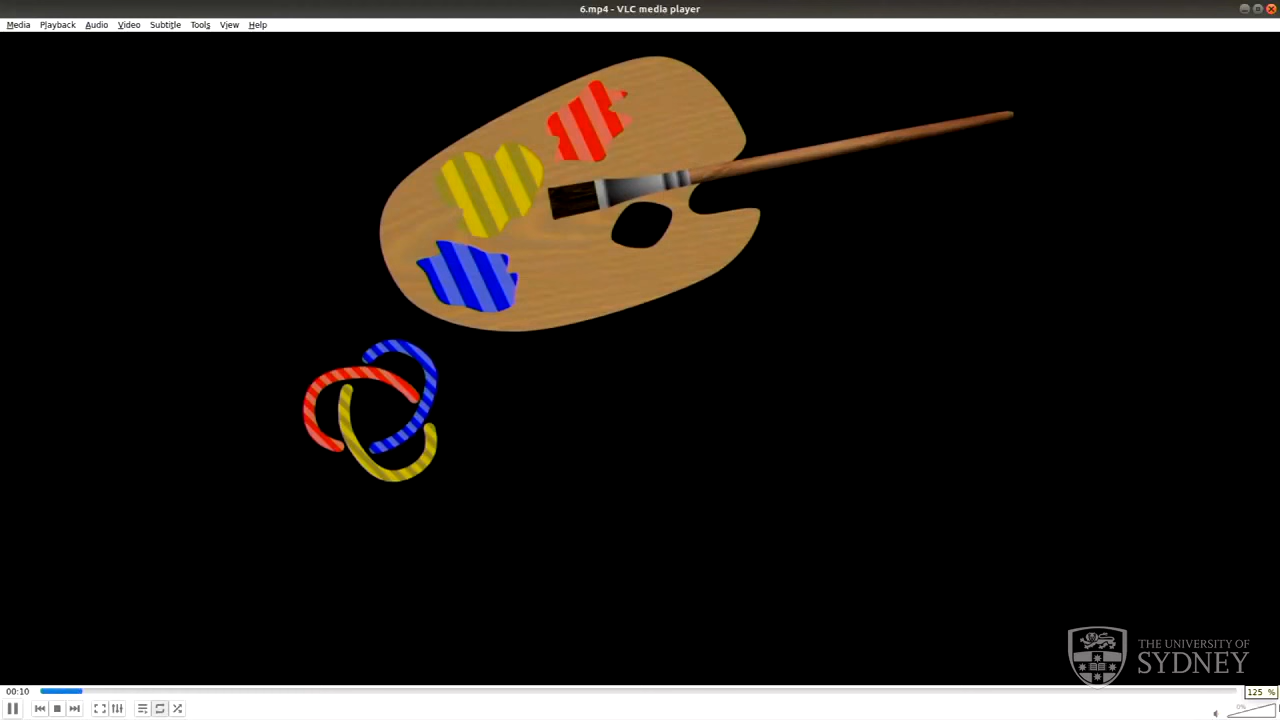 6.mp4 - VLC media player
Media Playback Audio Video Subtitle Tools View Help
THE UNIVERSITY OF
SYDNEY
00:10
125 %
0%